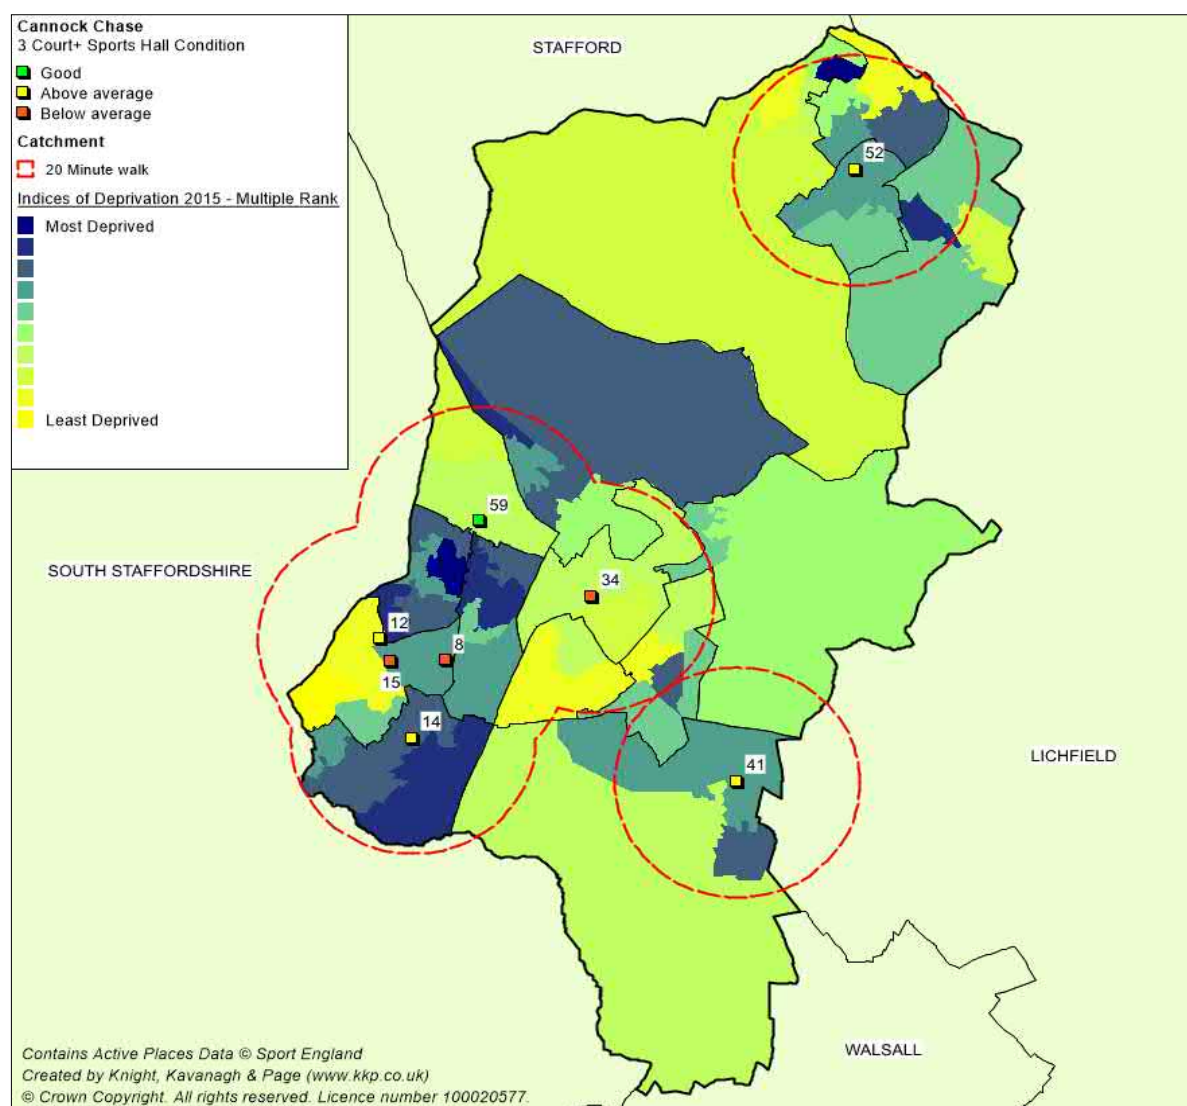 Cannock Chase
3 Court+ Sports Hall Condition
Good
Above average
Below average
Catchment
20 Minute walk
Indices of Deprivation 2015 - Multiple Rank
Most Deprived
Least Deprived
STAFFORD
52
59
SOUTH STAFFORDSHIRE
34
12
8
15
14
41
LICHFIELD
WALSALL
Contains Active Places Data © Sport England
Created by Knight, Kavanagh & Page (www.kkp.co.uk)
© Crown Copyright. All rights reserved. Licence number 100020577.